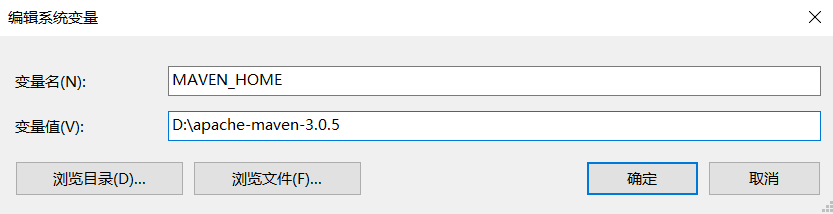 编辑系统变量
变量名(N): MAVEN_HOME
变量值(V): D:\apache-maven-3.0.5
浏览目录(D)... 浏览文件(F)... 确定 取消